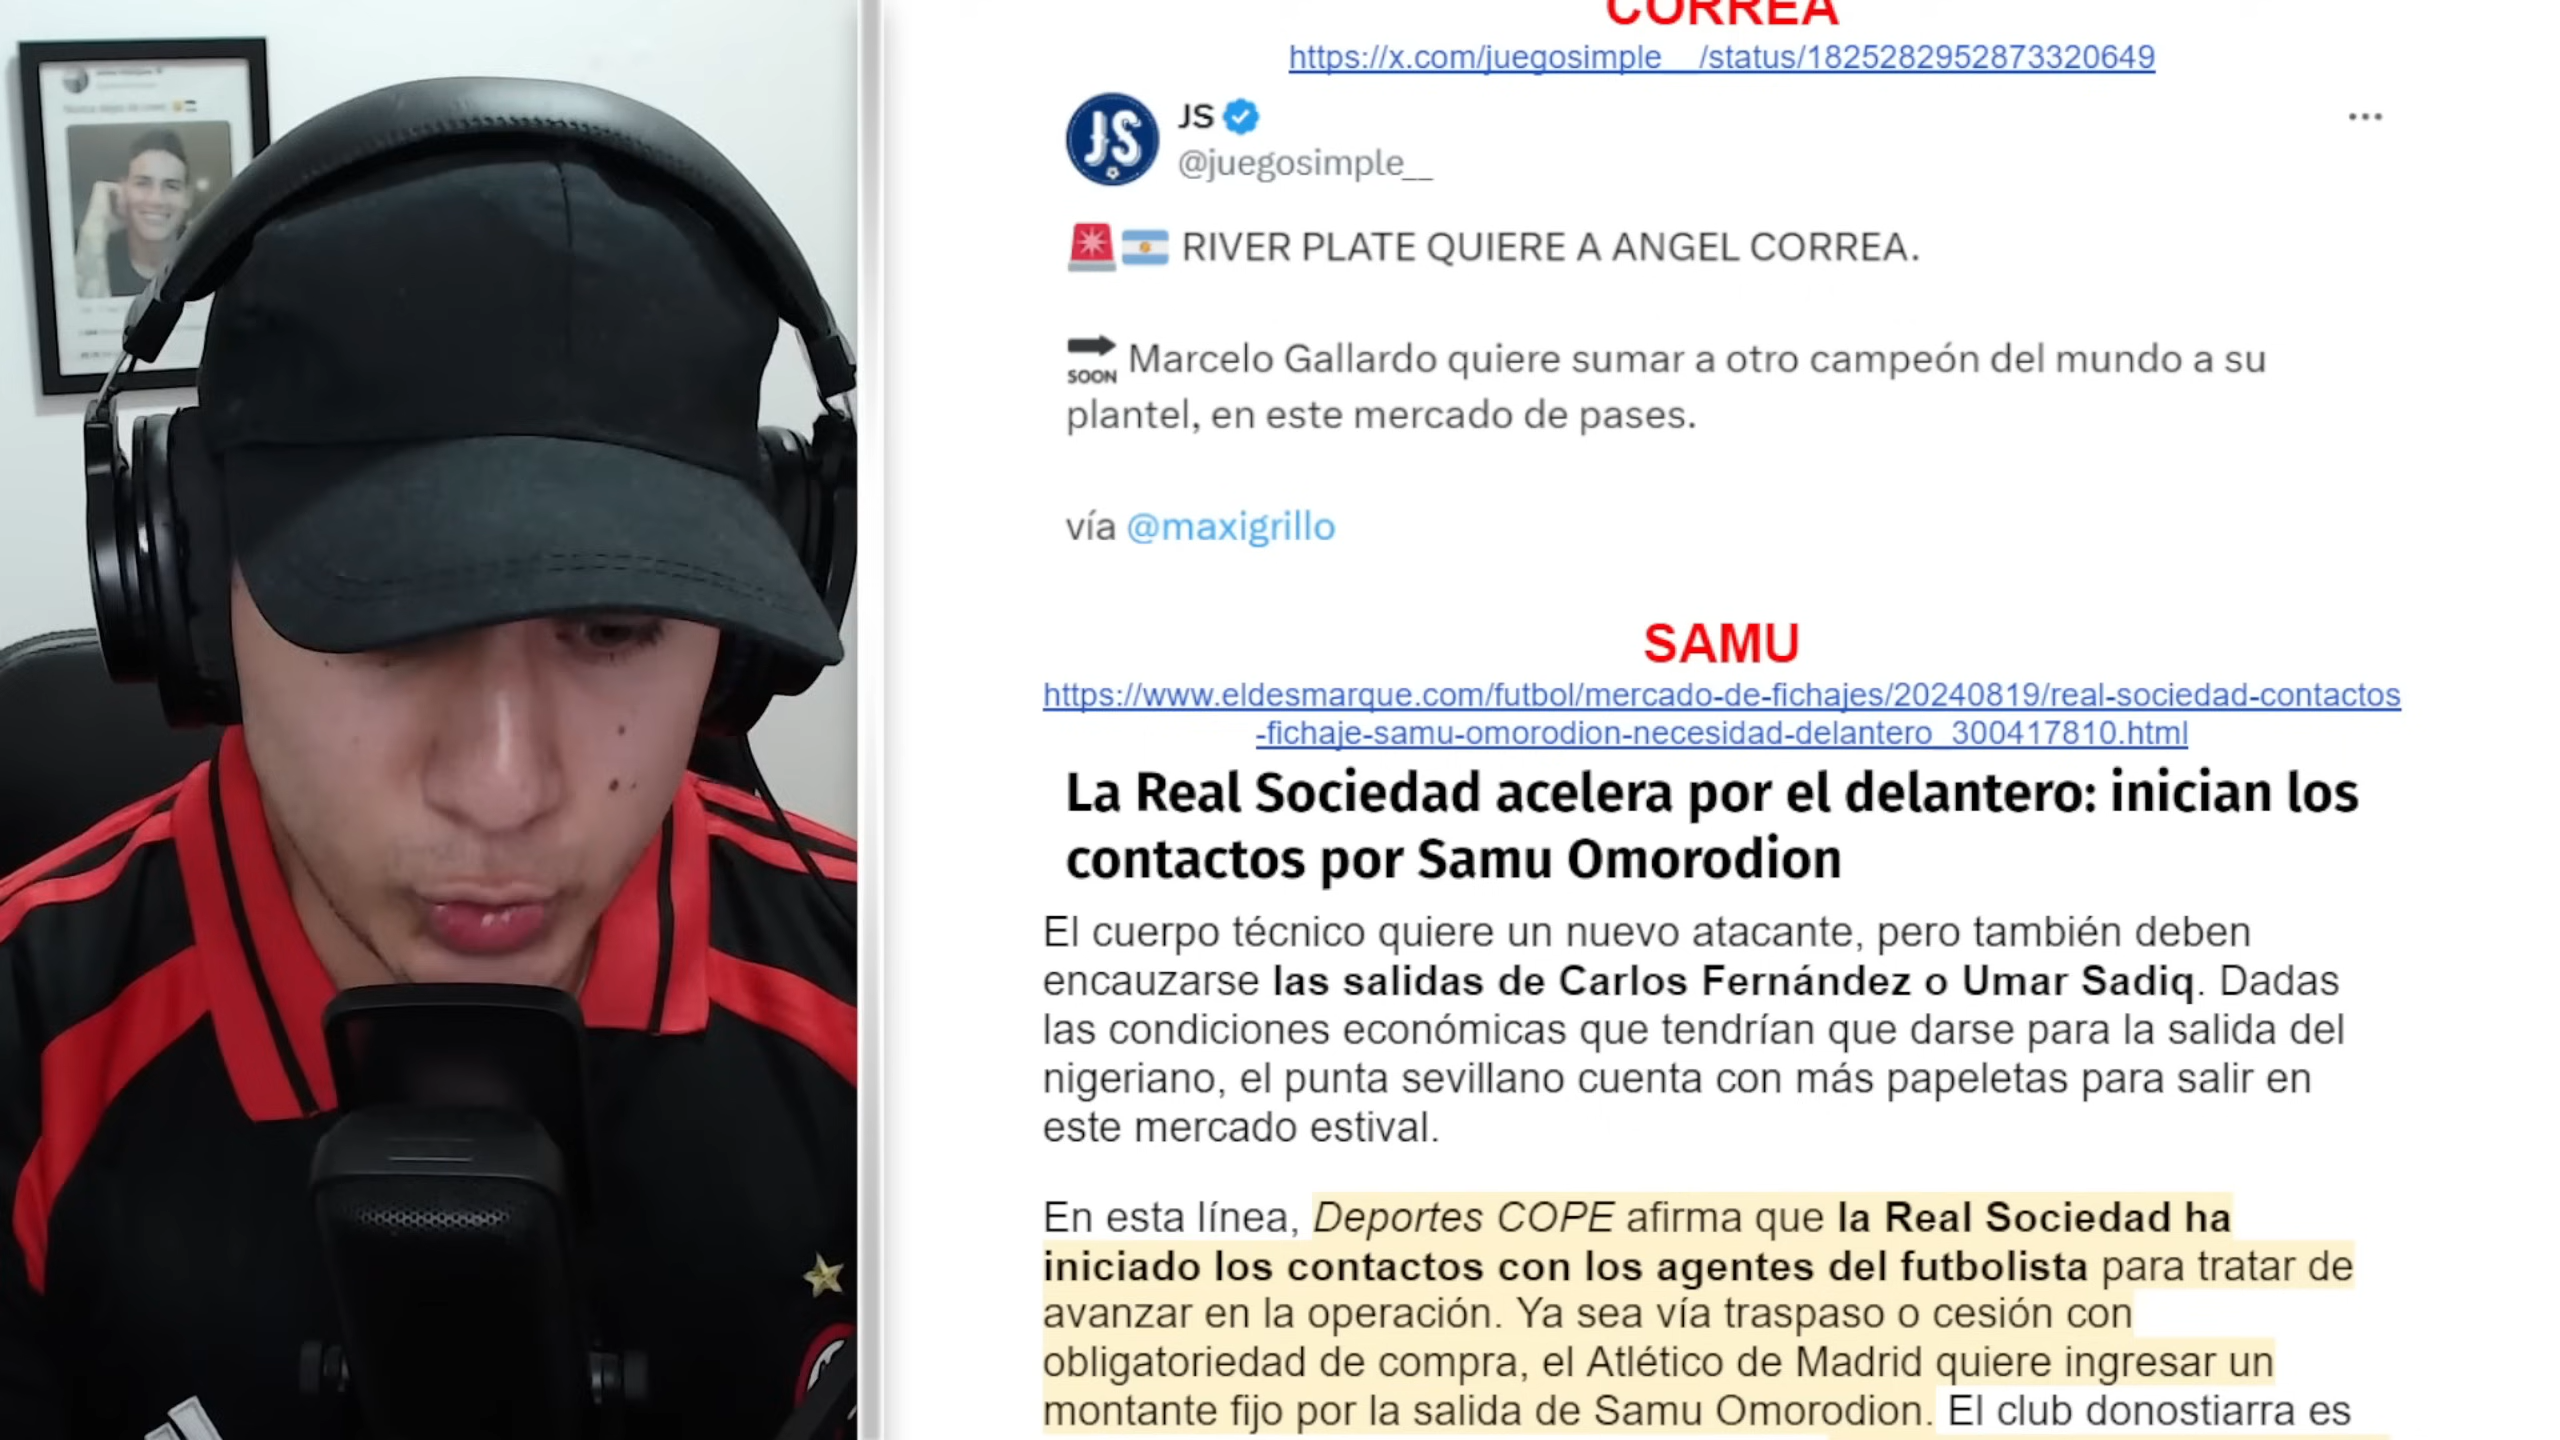 CORREA
https://x.com/juegosimple__/status/1825282952873320649
JS
@juegosimple__
RIVER PLATE QUIERE A ANGEL CORREA.
SOON Marcelo Gallardo quiere sumar a otro campeón del mundo a su
plantel, en este mercado de pases.
vía @maxigrillo
SAMU
https://www.eldesmarque.com/futbol/mercado-de-fichajes/20240819/real-sociedad-contactos
-fichaje-samu-omorodion-necesidad-delantero_300417810.html
La Real Sociedad acelera por el delantero: inician los
contactos por Samu Omorodion
El cuerpo técnico quiere un nuevo atacante, pero también deben
encauzarse las salidas de Carlos Fernández o Umar Sadiq. Dadas
las condiciones económicas que tendrían que darse para la salida del
nigeriano, el punta sevillano cuenta con más papeletas para salir en
este mercado estival.
En esta línea, Deportes COPE afirma que la Real Sociedad ha
iniciado los contactos con los agentes del futbolista para tratar de
avanzar en la operación. Ya sea vía traspaso o cesión con
obligatoriedad de compra, el Atlético de Madrid quiere ingresar un
montante fijo por la salida de Samu Omorodion. El club donostiarra es